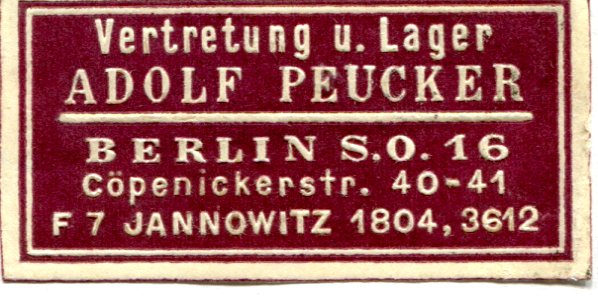 Vertretung u. Lager
ADOLF PEUCKER
BERLIN S.O. 16
Cöpenickerstr. 40-41
F 7 JANNOWITZ 1804, 3612